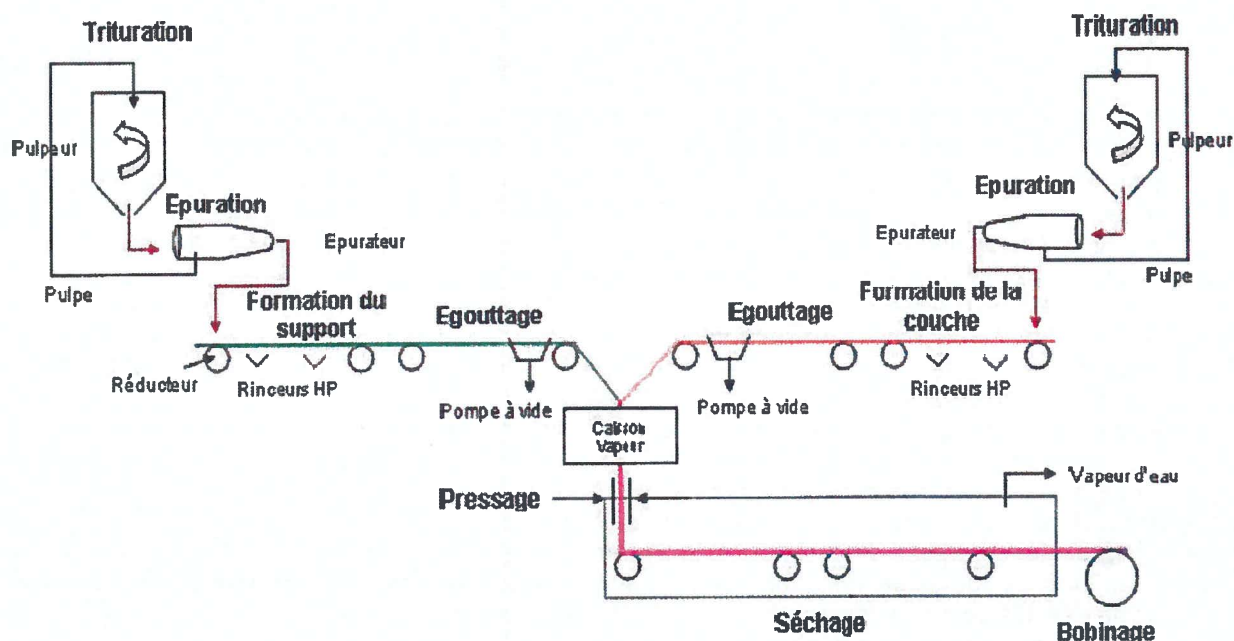 Trituration
Trituration
Pulpeur
Pulpeur
Epuration
Epuration
Epurateur
Epurateur
Pulpe
Pulpe
Formation du
support
Egouttage
Egouttage
Formation de la
couche
Réducteur
Rinceurs HP
Rinceurs HP
Pompe à vide
Pompe à vide
Caisson
Vapeur
Pressage
Vapeur d'eau
Séchage
Bobinage